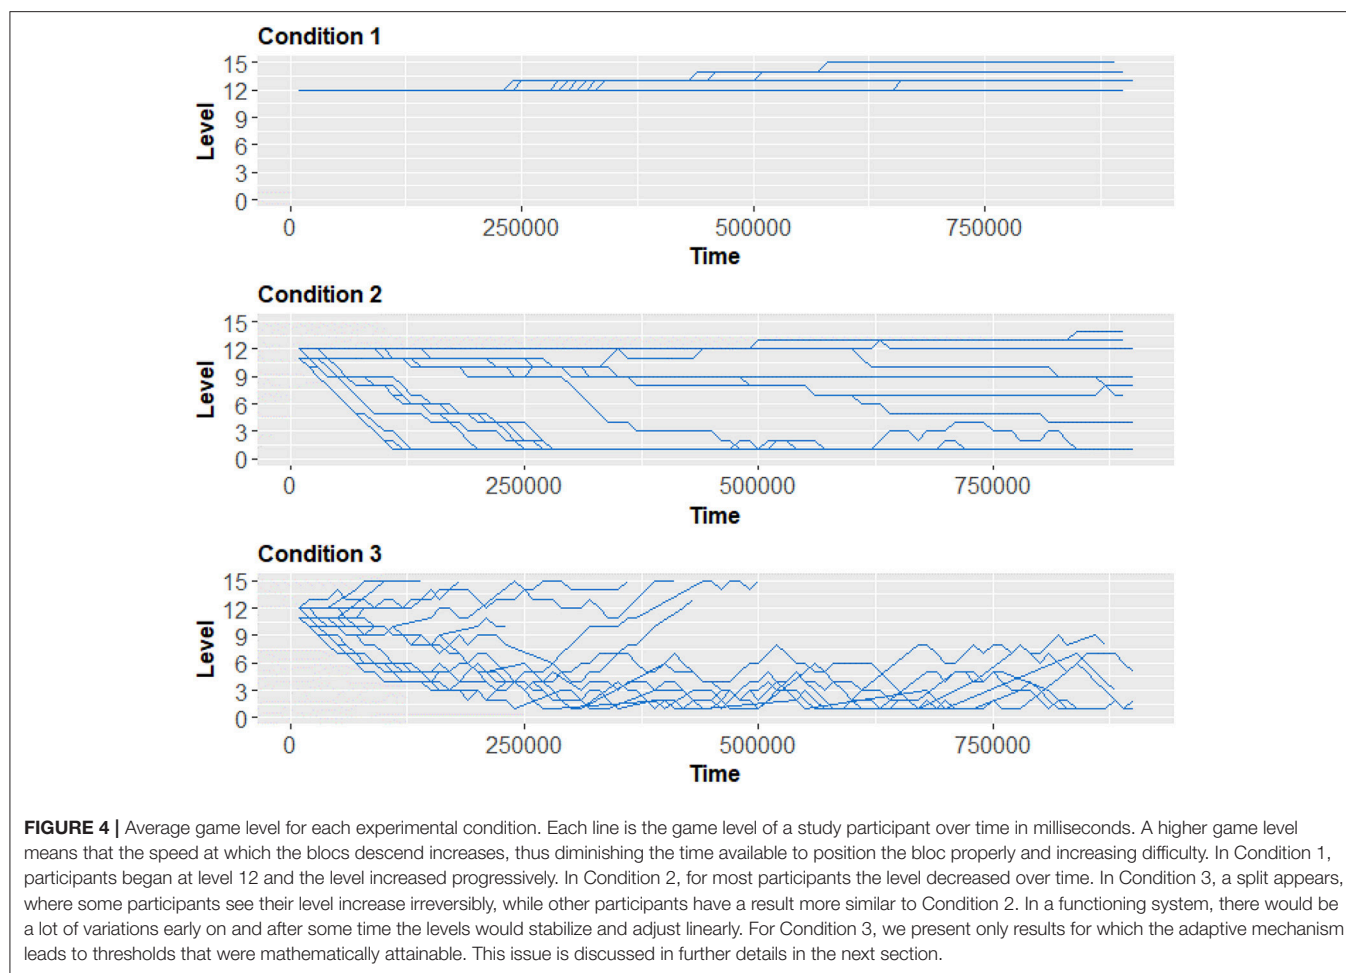 Condition 1
15
12
9
6
3
0
Level
0 250000 500000 750000
Time
Condition 2
15
12
9
6
3
0
Level
0 250000 500000 750000
Time
Condition 3
15
12
9
6
3
0
Level
0 250000 500000 750000
Time
FIGURE 4 | Average game level for each experimental condition. Each line is the game level of a study participant over time in milliseconds. A higher game level
means that the speed at which the blocs descend increases, thus diminishing the time available to position the bloc properly and increasing difficulty. In Condition 1,
participants began at level 12 and the level increased progressively. In Condition 2, for most participants the level decreased over time. In Condition 3, a split appears,
where some participants see their level increase irreversibly, while other participants have a result more similar to Condition 2. In a functioning system, there would be
a lot of variations early on and after some time the levels would stabilize and adjust linearly. For Condition 3, we present only results for which the adaptive mechanism
leads to thresholds that were mathematically attainable. This issue is discussed in further details in the next section.